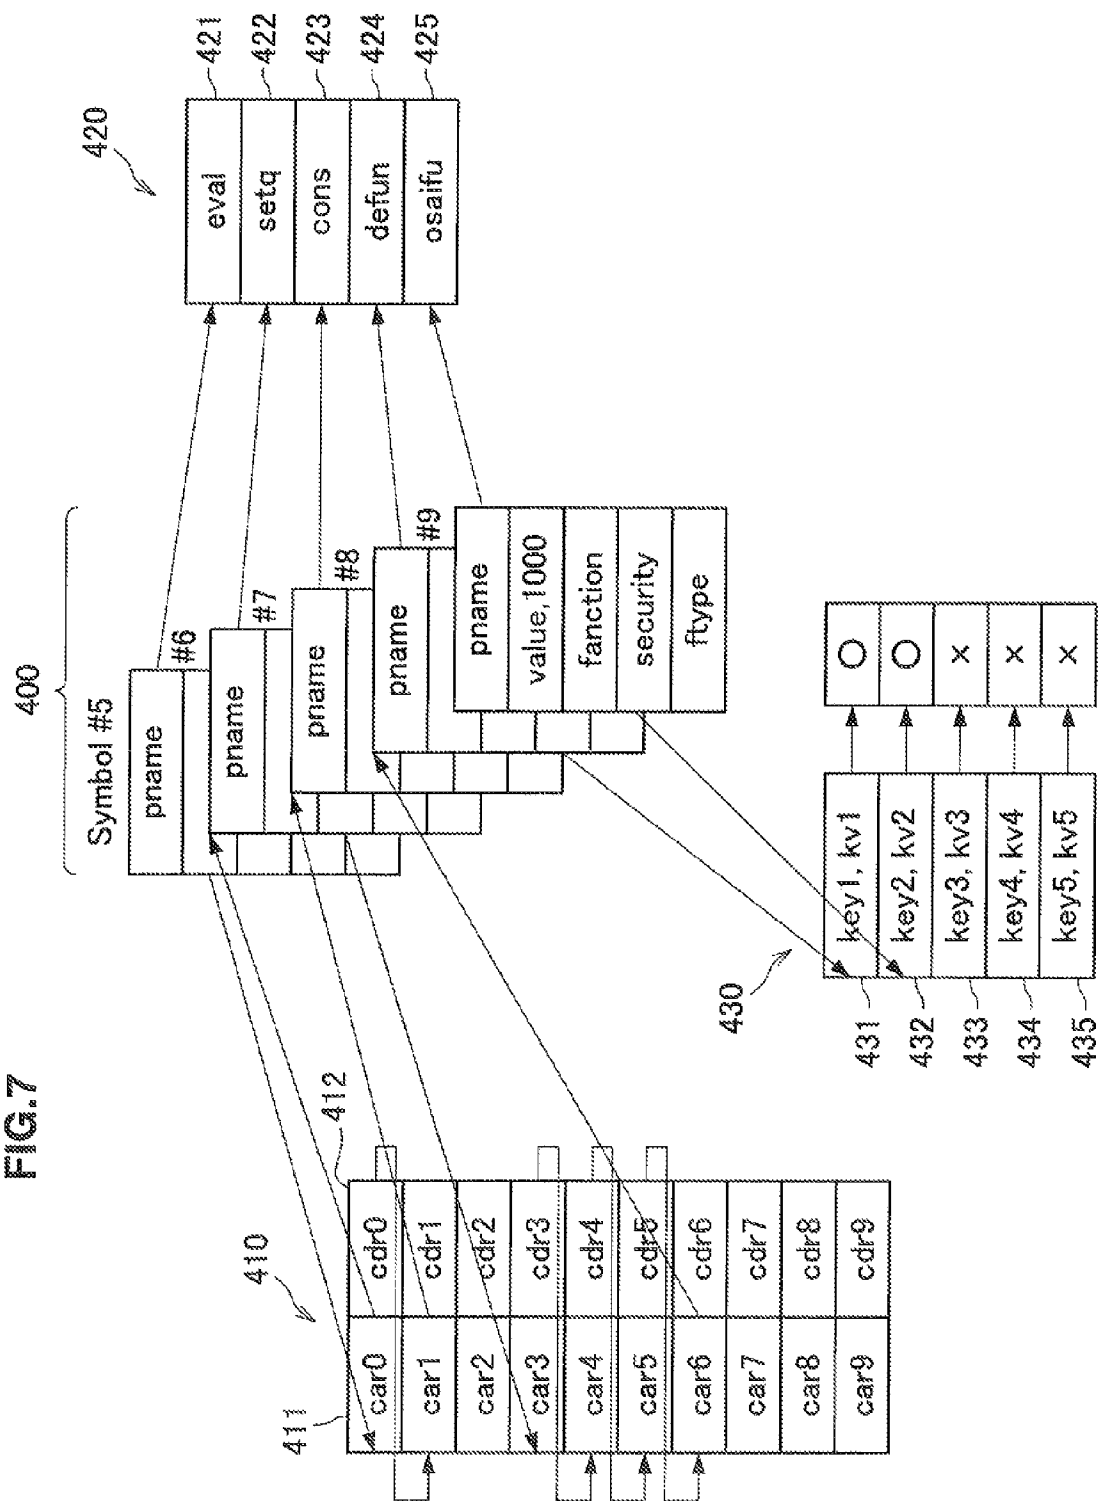 FIG.7
410
411
412
car0 cdr0
car1 cdr1
car2 cdr2
car3 cdr3
car4 cdr4
car5 cdr5
car6 cdr6
car7 cdr7
car8 cdr8
car9 cdr9
400
Symbol #5
pname
#6
pname
#7
pname
#8
pname
#9
pname
value,1000
fanction
security
ftype
420
eval 421
setq 422
cons 423
defun 424
osaifu 425
430
431 key1, kv1 ○
432 key2, kv2 ○
433 key3, kv3 ×
434 key4, kv4 ×
435 key5, kv5 ×